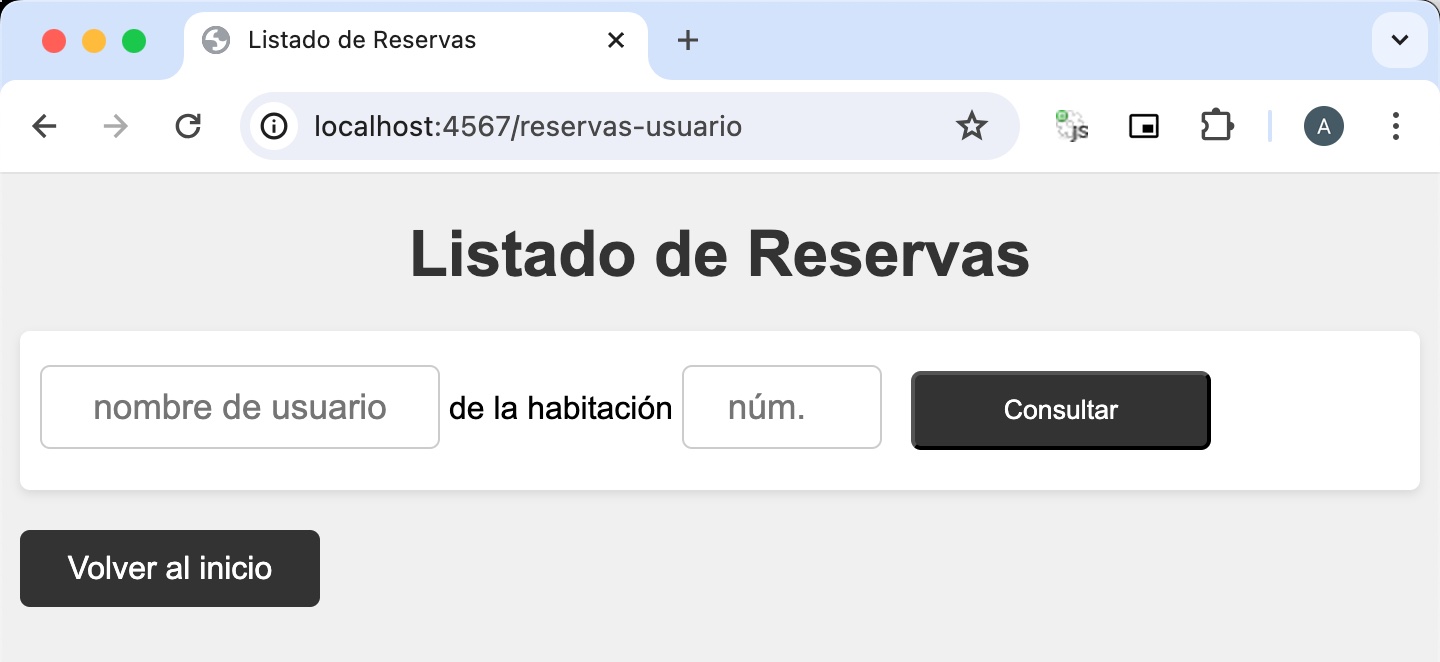 Listado de Reservas
localhost:4567/reservas-usuario
js
A
Listado de Reservas
nombre de usuario de la habitación núm. Consultar
Volver al inicio